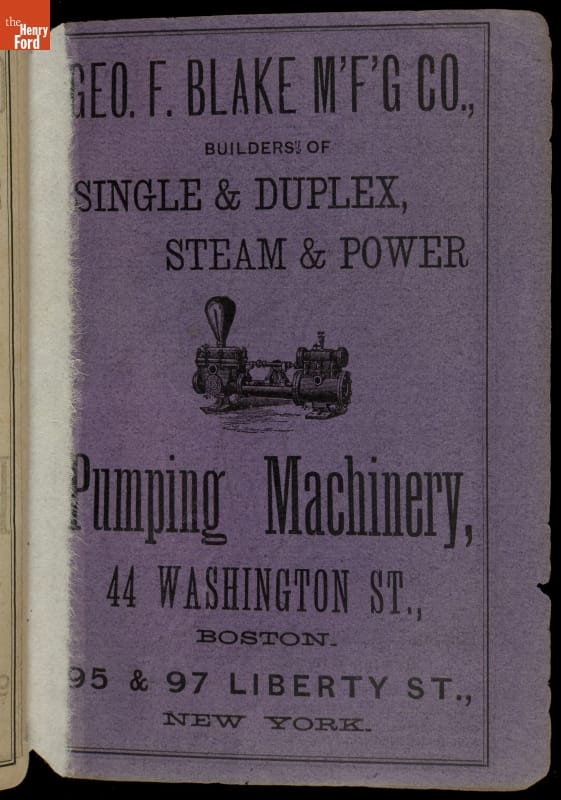 the
Henry
Ford
GEO. F. BLAKE M'F'G CO.,
BUILDERS OF
SINGLE & DUPLEX,
STEAM & POWER
Pumping Machinery,
44 WASHINGTON ST.,
BOSTON.
95 & 97 LIBERTY ST.,
NEW YORK.